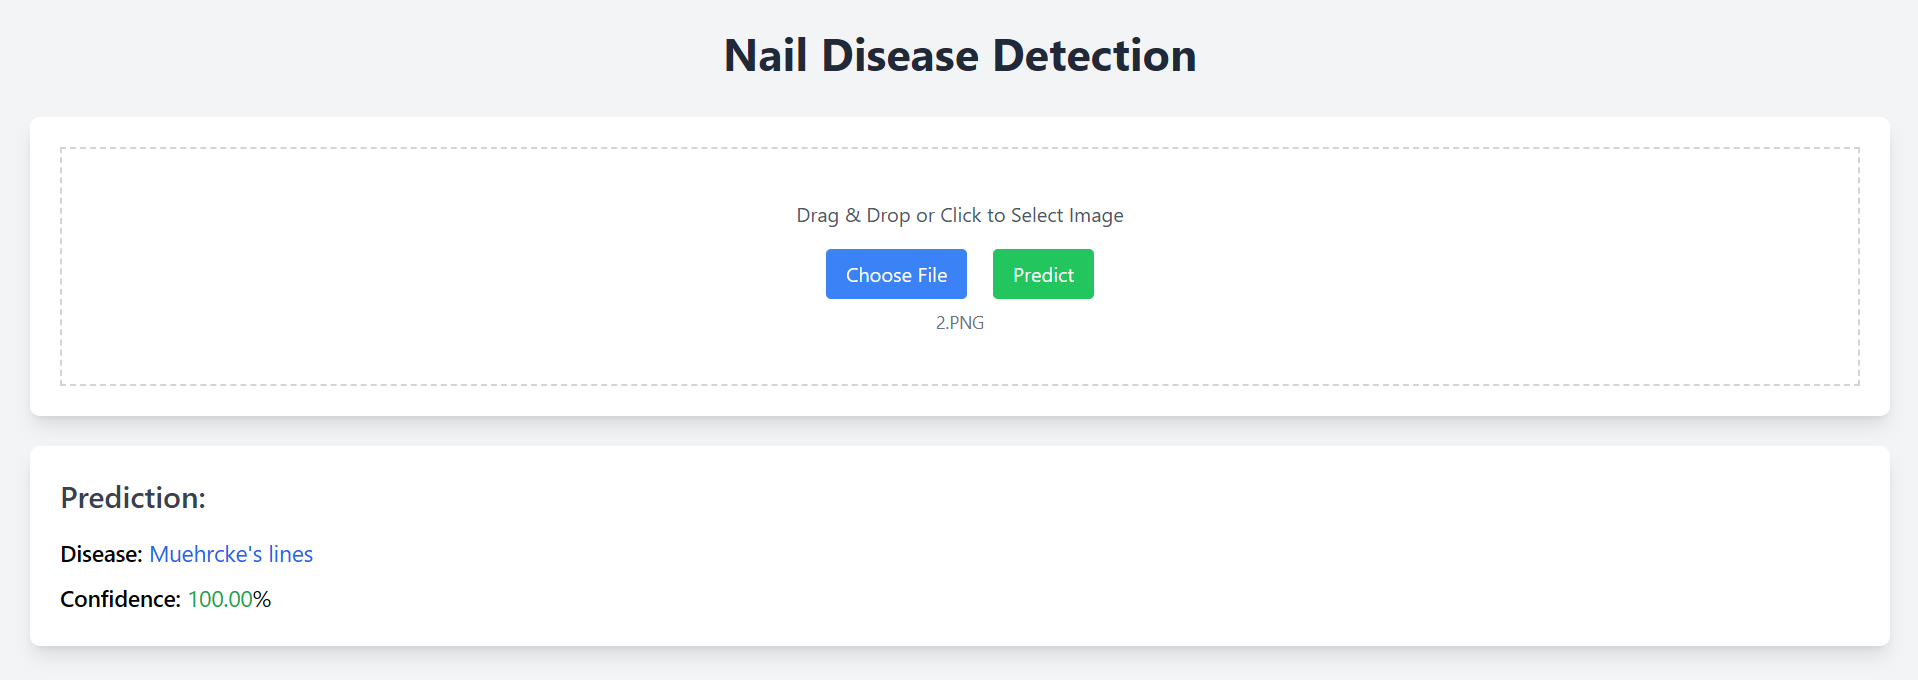 Nail Disease Detection
Drag & Drop or Click to Select Image
Choose File Predict
2.PNG
Prediction:
Disease: Muehrcke's lines
Confidence: 100.00%